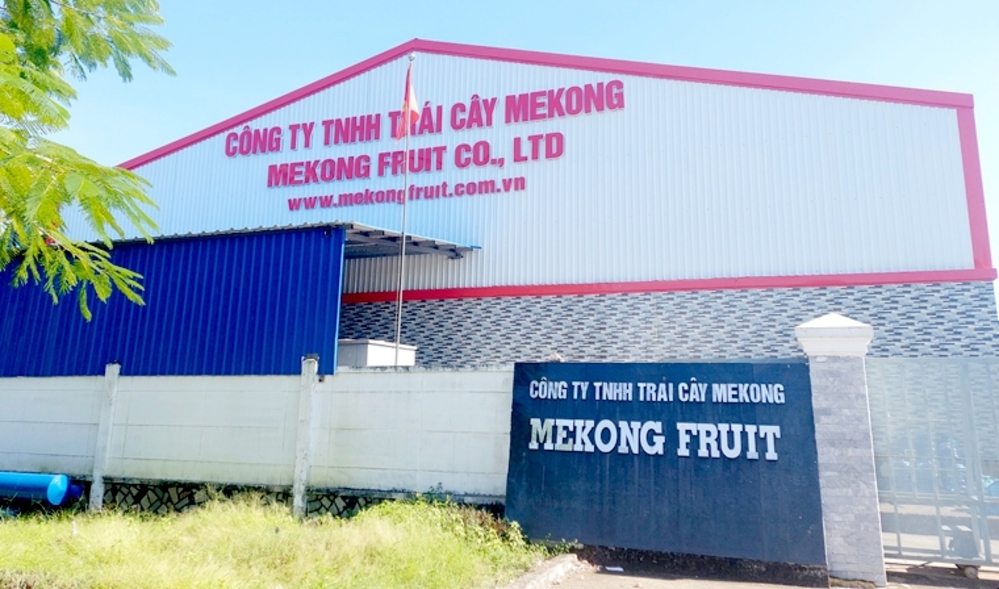 CÔNG TY TNHH TRÁI CÂY MEKONG
MEKONG FRUIT CO., LTD
www.mekongfruit.com.vn
CÔNG TY TNHH TRÁI CÂY MEKONG
MEKONG FRUIT